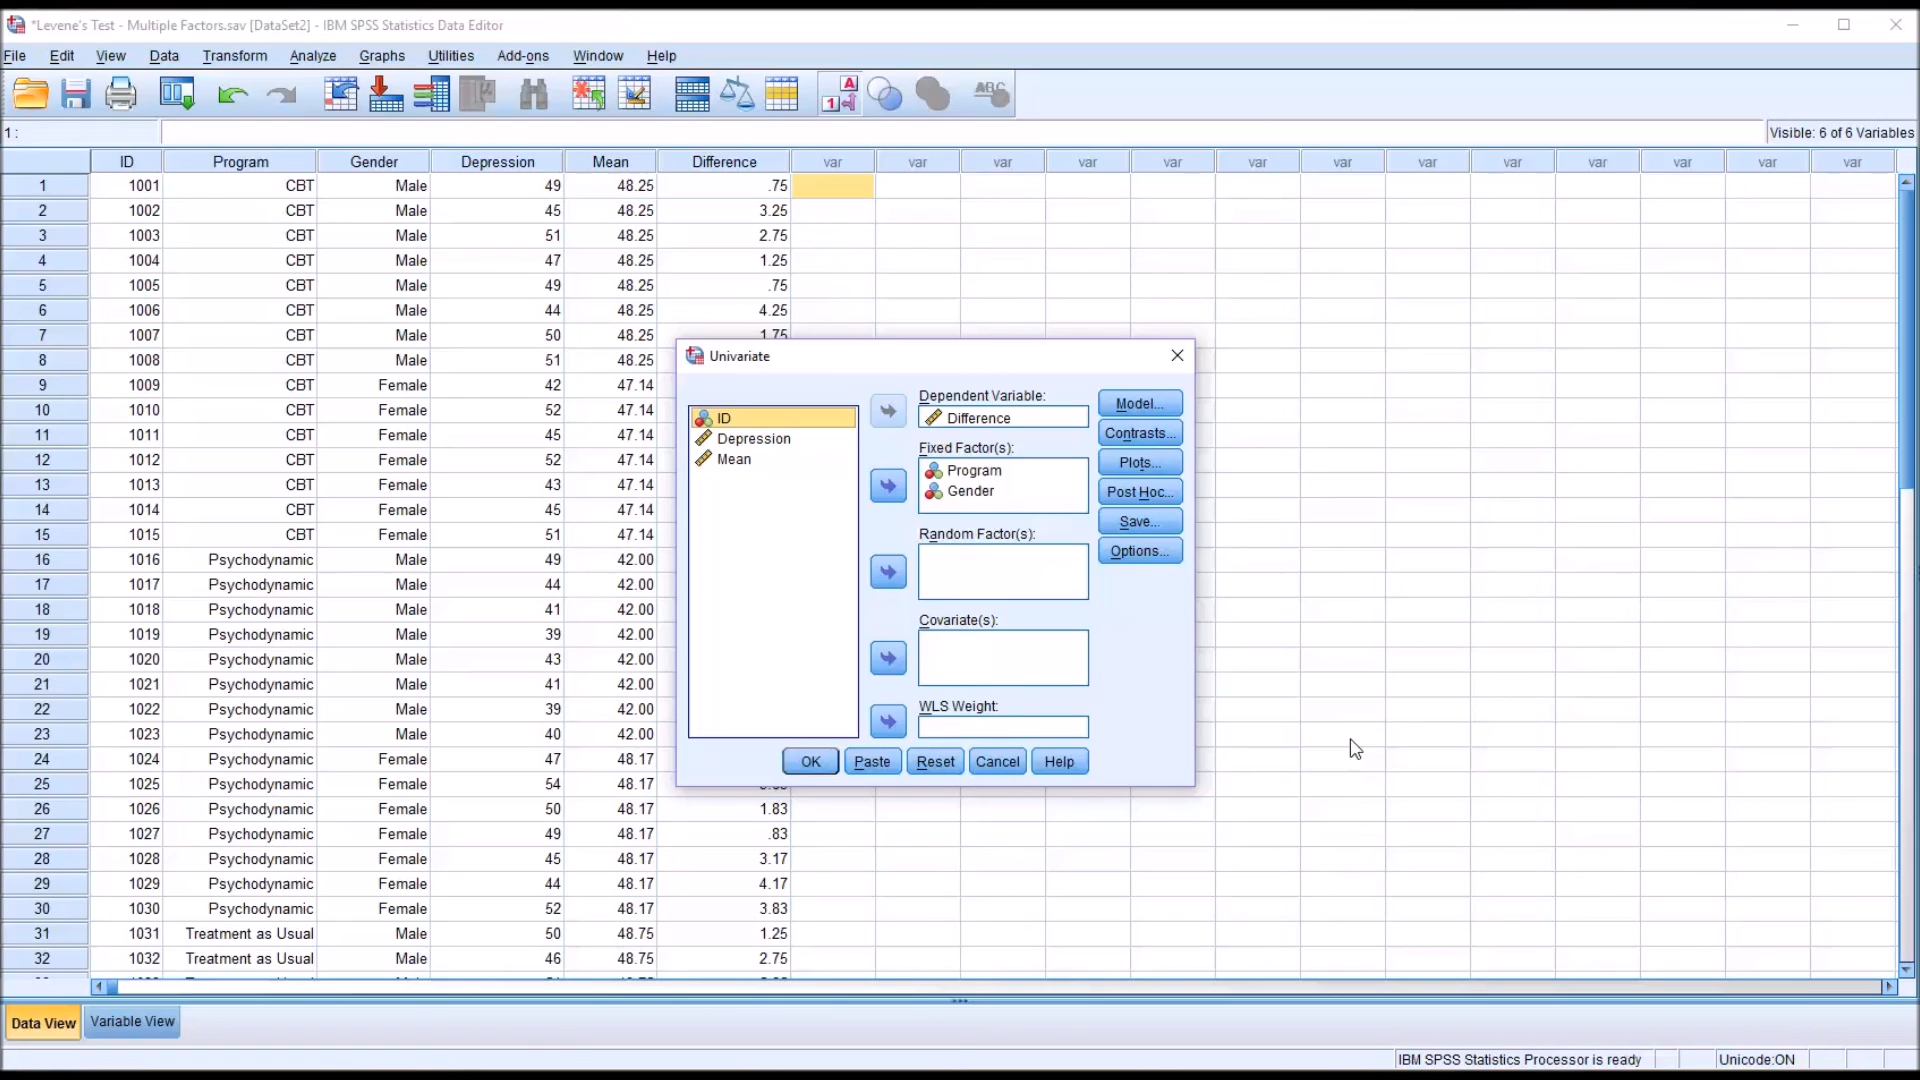 *Levene's Test - Multiple Factors.sav [DataSet2] - IBM SPSS Statistics Data Editor
File Edit View Data Transform Analyze Graphs Utilities Add-ons Window Help
1 A ABC
1 : Visible: 6 of 6 Variables
ID Program Gender Depression Mean Difference var var var var var var var var var var var var var
1 1001 CBT Male 49 48.25 .75
2 1002 CBT Male 45 48.25 3.25
3 1003 CBT Male 51 48.25 2.75
4 1004 CBT Male 47 48.25 1.25
5 1005 CBT Male 49 48.25 .75
6 1006 CBT Male 44 48.25 4.25
7 1007 CBT Male 50 48.25 1.75
8 1008 CBT Male 51 48.25
9 1009 CBT Female 42 47.14
10 1010 CBT Female 52 47.14
11 1011 CBT Female 45 47.14
12 1012 CBT Female 52 47.14
13 1013 CBT Female 43 47.14
14 1014 CBT Female 45 47.14
15 1015 CBT Female 51 47.14
16 1016 Psychodynamic Male 49 42.00
17 1017 Psychodynamic Male 44 42.00
18 1018 Psychodynamic Male 41 42.00
19 1019 Psychodynamic Male 39 42.00
20 1020 Psychodynamic Male 43 42.00
21 1021 Psychodynamic Male 41 42.00
22 1022 Psychodynamic Male 39 42.00
23 1023 Psychodynamic Male 40 42.00
24 1024 Psychodynamic Female 47 48.17
25 1025 Psychodynamic Female 54 48.17
26 1026 Psychodynamic Female 50 48.17 1.83
27 1027 Psychodynamic Female 49 48.17 .83
28 1028 Psychodynamic Female 45 48.17 3.17
29 1029 Psychodynamic Female 44 48.17 4.17
30 1030 Psychodynamic Female 52 48.17 3.83
31 1031 Treatment as Usual Male 50 48.75 1.25
32 1032 Treatment as Usual Male 46 48.75 2.75
Univariate
ID
Depression
Mean
Dependent Variable:
Difference
Fixed Factor(s):
Program
Gender
Random Factor(s):
Covariate(s):
WLS Weight:
Model...
Contrasts...
Plots...
Post Hoc...
Save...
Options...
OK Paste Reset Cancel Help
Data View Variable View
IBM SPSS Statistics Processor is ready Unicode:ON